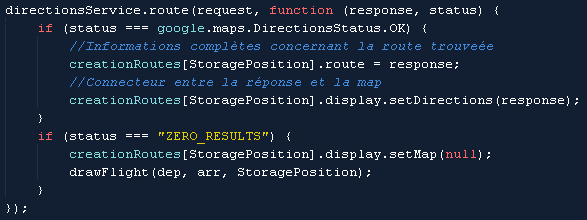 directionsService.route(request, function (response, status) {
if (status === google.maps.DirectionsStatus.OK) {
//Informations complètes concernant la route trouveée
creationRoutes[StoragePosition].route = response;
//Connecteur entre la réponse et la map
creationRoutes[StoragePosition].display.setDirections(response);
}
if (status === "ZERO_RESULTS") {
creationRoutes[StoragePosition].display.setMap(null);
drawFlight(dep, arr, StoragePosition);
}
});